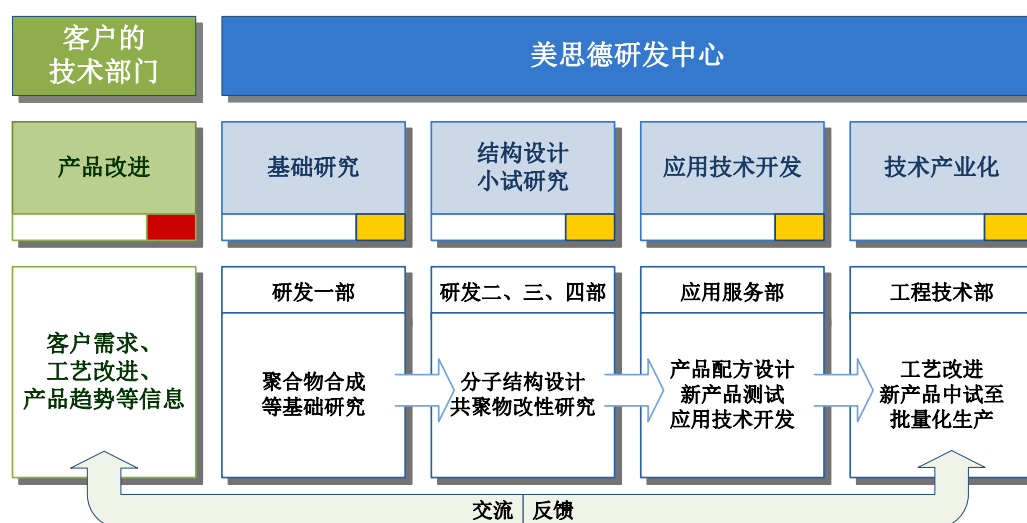 客户的
技术部门
美思德研发中心
产品改进
基础研究
结构设计
小试研究
应用技术开发
技术产业化
客户需求、
工艺改进、
产品趋势等信息
研发一部
聚合物合成
等基础研究
研发二、三、四部
分子结构设计
共聚物改性研究
应用服务部
产品配方设计
新产品测试
应用技术开发
工程技术部
工艺改进
新产品中试至
批量化生产
交流 反馈